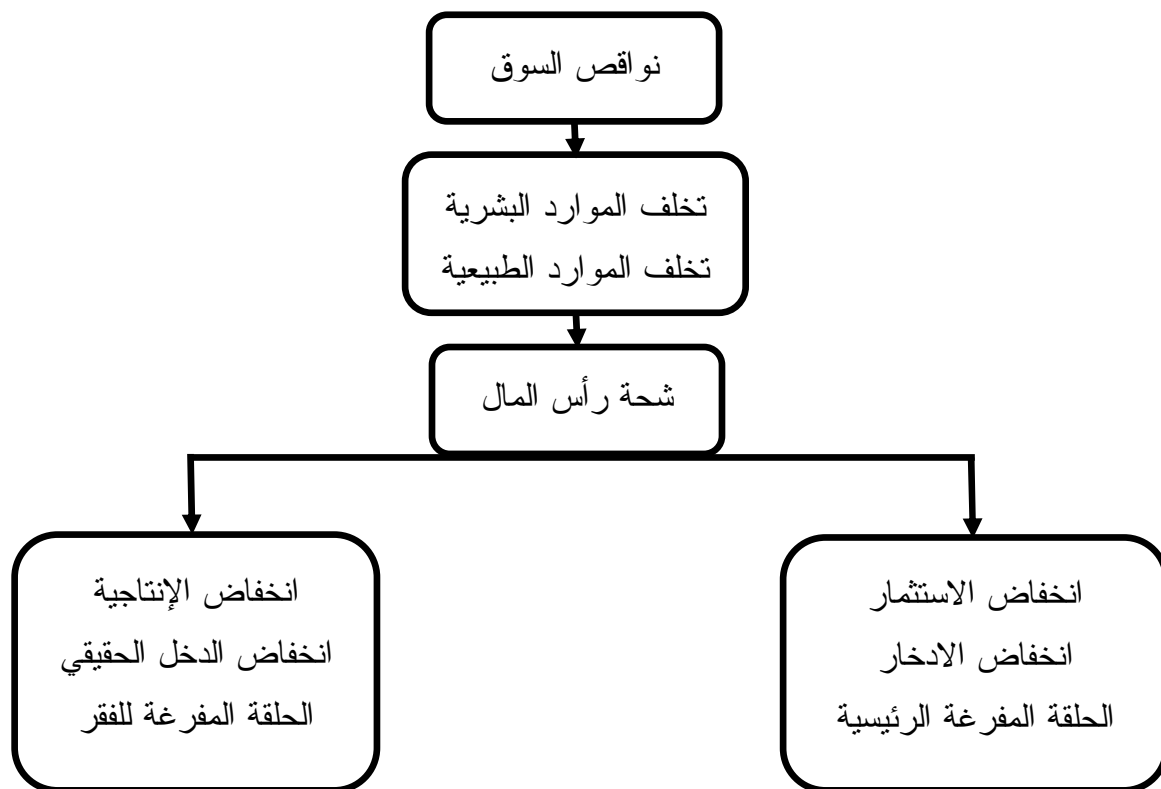 نواقص السوق
تخلف الموارد البشرية
تخلف الموارد الطبيعية
شحة رأس المال
انخفاض الاستثمار
انخفاض الادخار
الحلقة المفرغة الرئيسية
انخفاض الإنتاجية
انخفاض الدخل الحقيقي
الحلقة المفرغة للفقر